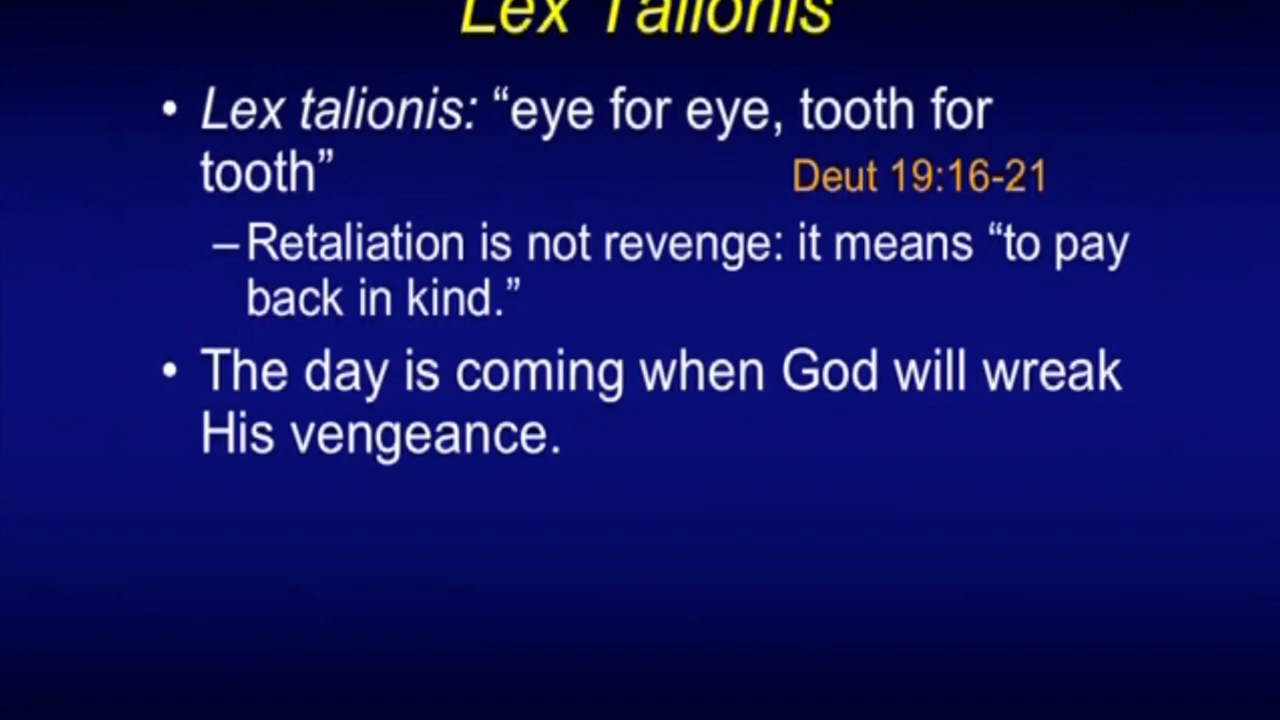 Lex Talionis
• Lex talionis: “eye for eye, tooth for
tooth” Deut 19:16-21
– Retaliation is not revenge: it means “to pay
back in kind.”
• The day is coming when God will wreak
His vengeance.